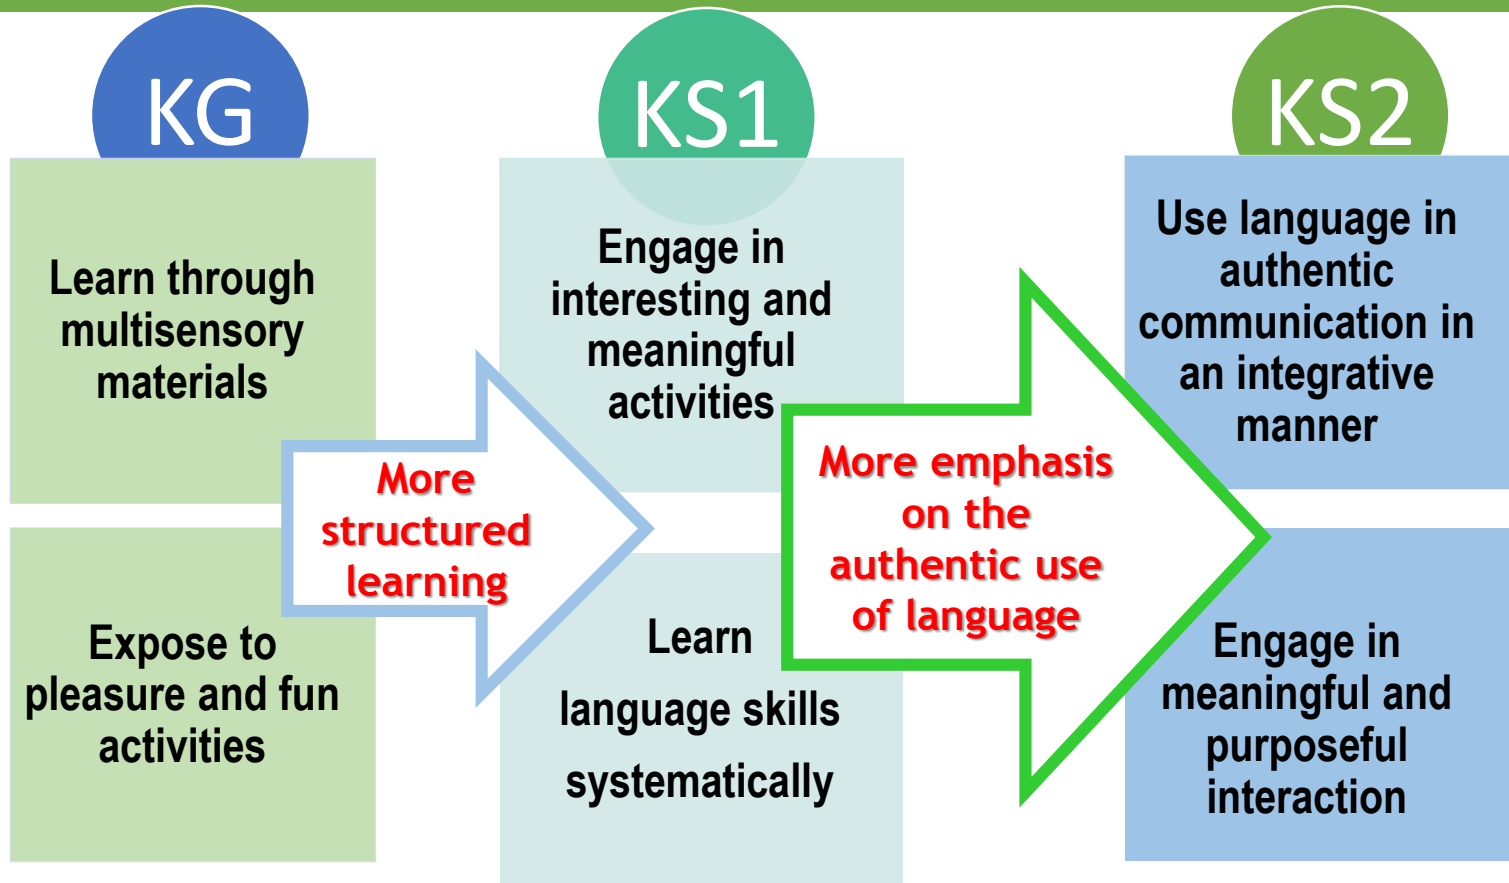 KG
Learn through
multisensory
materials
Expose to
pleasure and fun
activities
More
structured
learning
KS1
Engage in
interesting and
meaningful
activities
Learn
language skills
systematically
More emphasis
on the
authentic use
of language
KS2
Use language in
authentic
communication in
an integrative
manner
Engage in
meaningful and
purposeful
interaction